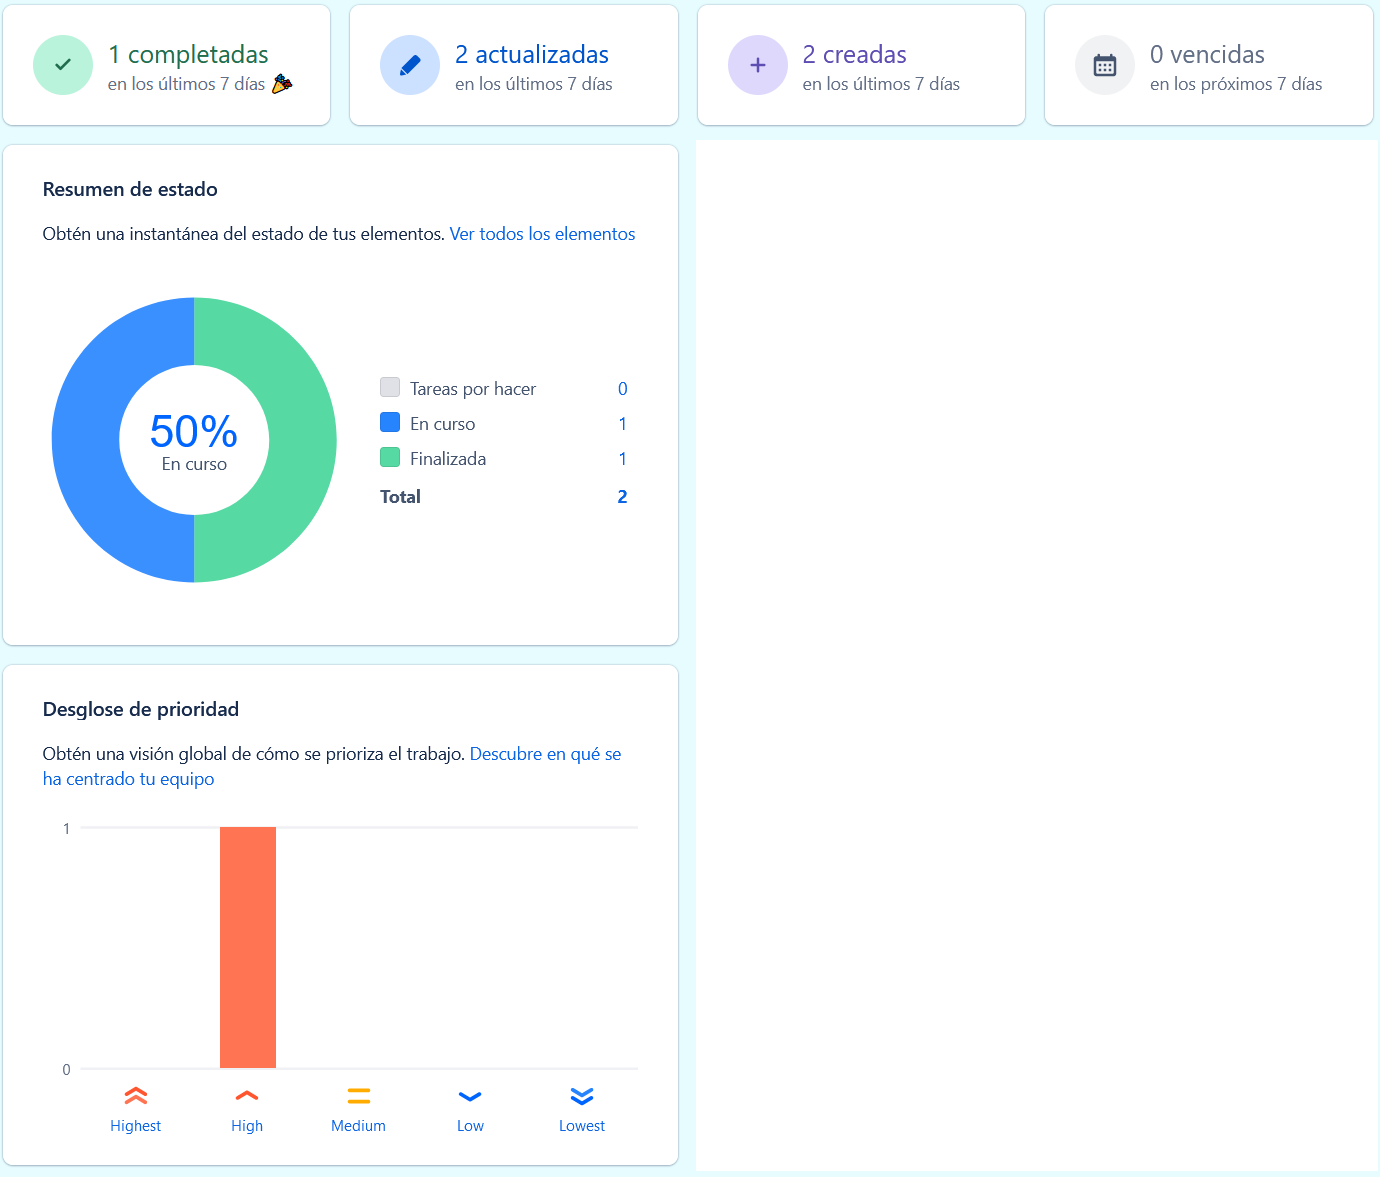 1 completadas
en los últimos 7 días
2 actualizadas
en los últimos 7 días
2 creadas
en los últimos 7 días
0 vencidas
en los próximos 7 días
Resumen de estado
Obtén una instantánea del estado de tus elementos. Ver todos los elementos
50%
En curso
Tareas por hacer 0
En curso 1
Finalizada 1
Total 2
Desglose de prioridad
Obtén una visión global de cómo se prioriza el trabajo. Descubre en qué se
ha centrado tu equipo
1
0
Highest High Medium Low Lowest